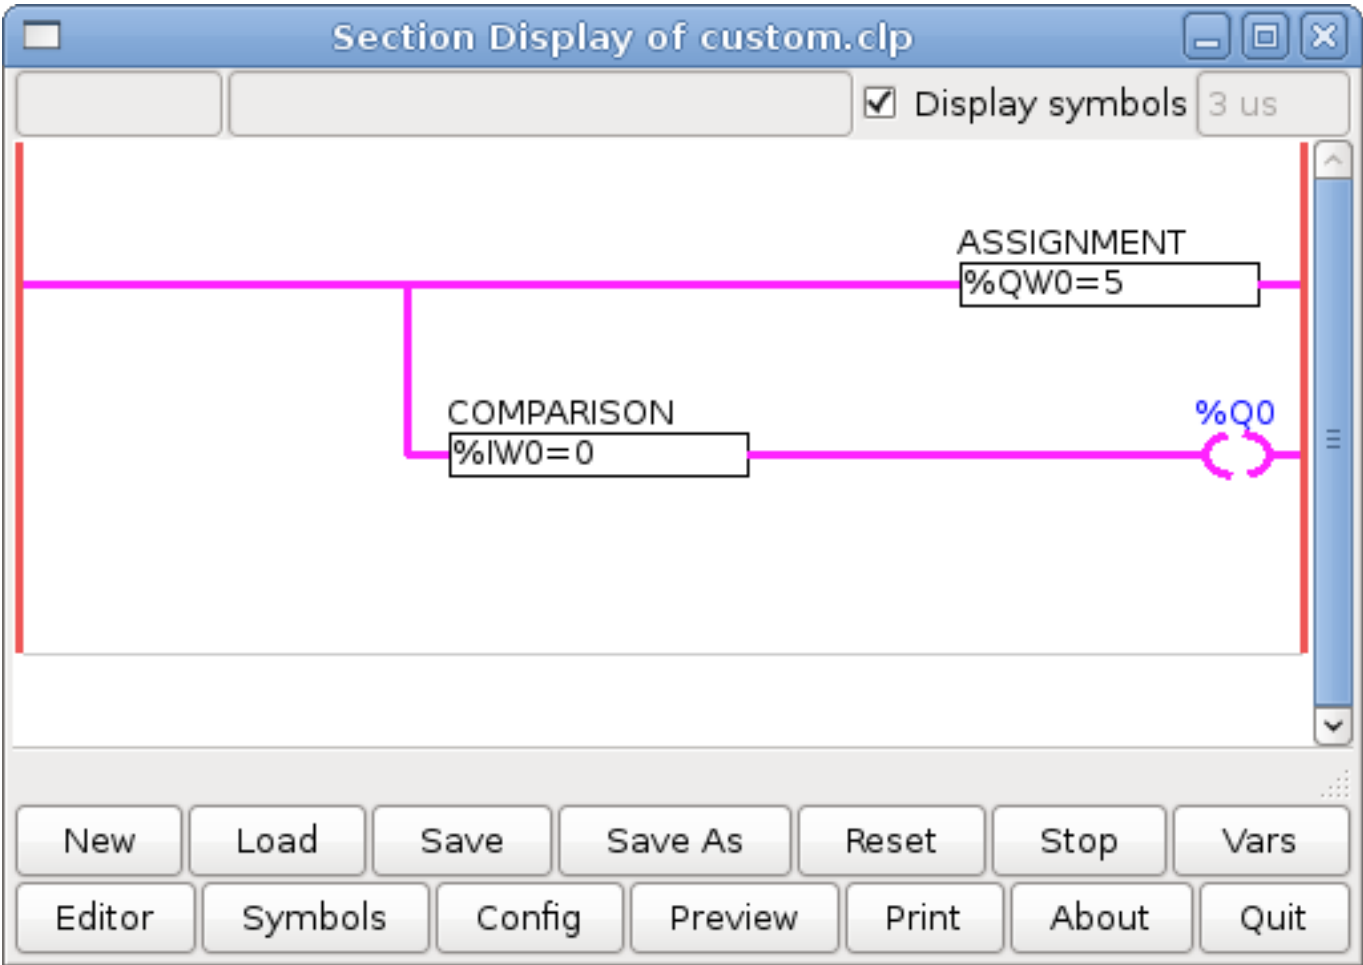 Section Display of custom.clp
Display symbols 3 us
ASSIGNMENT
%QW0=5
COMPARISON %Q0
%IW0=0
New Load Save Save As Reset Stop Vars
Editor Symbols Config Preview Print About Quit